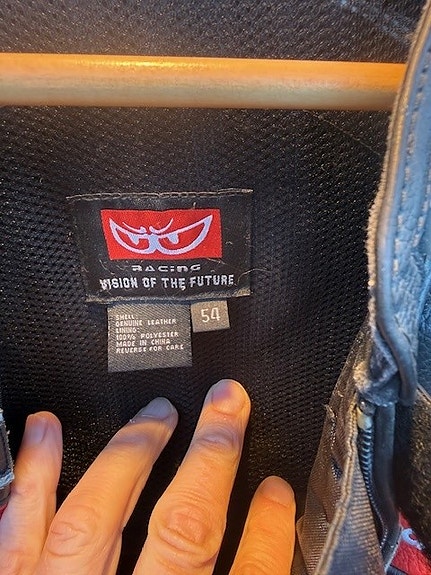 RACING
VISION OF THE FUTURE
54
SHELL:
GENUINE LEATHER
LINING:
100% POLYESTER
MADE IN CHINA
REVERSE FOR CARE